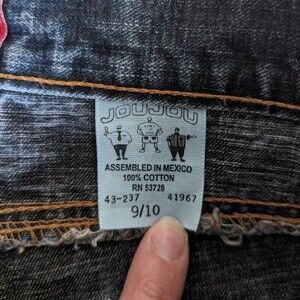 JOUJOU
ASSEMBLED IN MEXICO
100% COTTON
RN 53728
43-237 41967
9/10